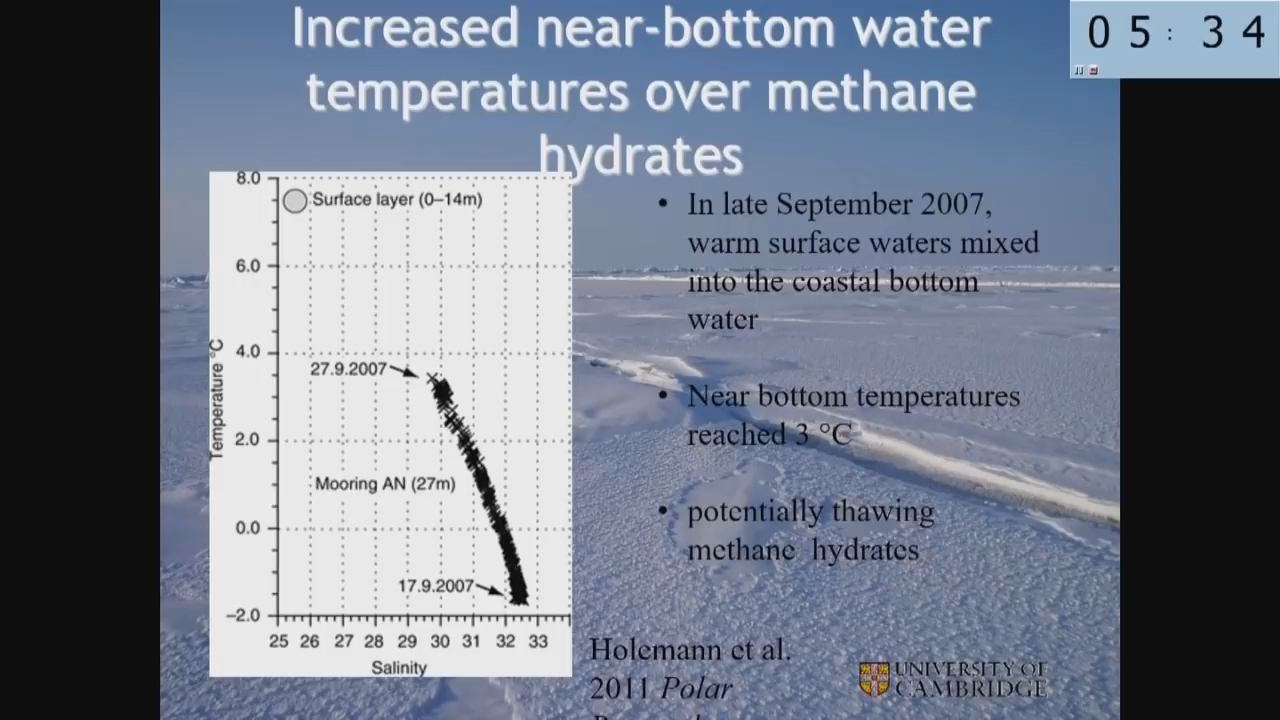 Increased near-bottom water
temperatures over methane
hydrates
05:34
8.0
Surface layer (0–14m)
6.0
4.0
27.9.2007
2.0
Mooring AN (27m)
0.0
17.9.2007
–2.0
25 26 27 28 29 30 31 32 33
Temperature °C
Salinity
• In late September 2007,
warm surface waters mixed
into the coastal bottom
water
• Near bottom temperatures
reached 3 °C
• potentially thawing
methane hydrates
Holemann et al.
2011 Polar
UNIVERSITY OF
CAMBRIDGE